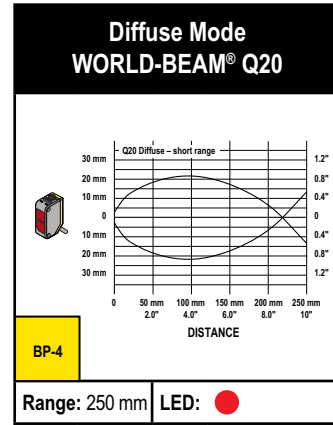 Diffuse Mode
WORLD-BEAM® Q20
Q20 Diffuse – short range
30 mm 1.2"
20 mm 0.8"
10 mm 0.4"
0 0
10 mm 0.4"
20 mm 0.8"
30 mm 1.2"
0 50 mm 100 mm 150 mm 200 mm 250 mm
2.0" 4.0" 6.0" 8.0" 10"
DISTANCE
BP-4
Range: 250 mm LED: